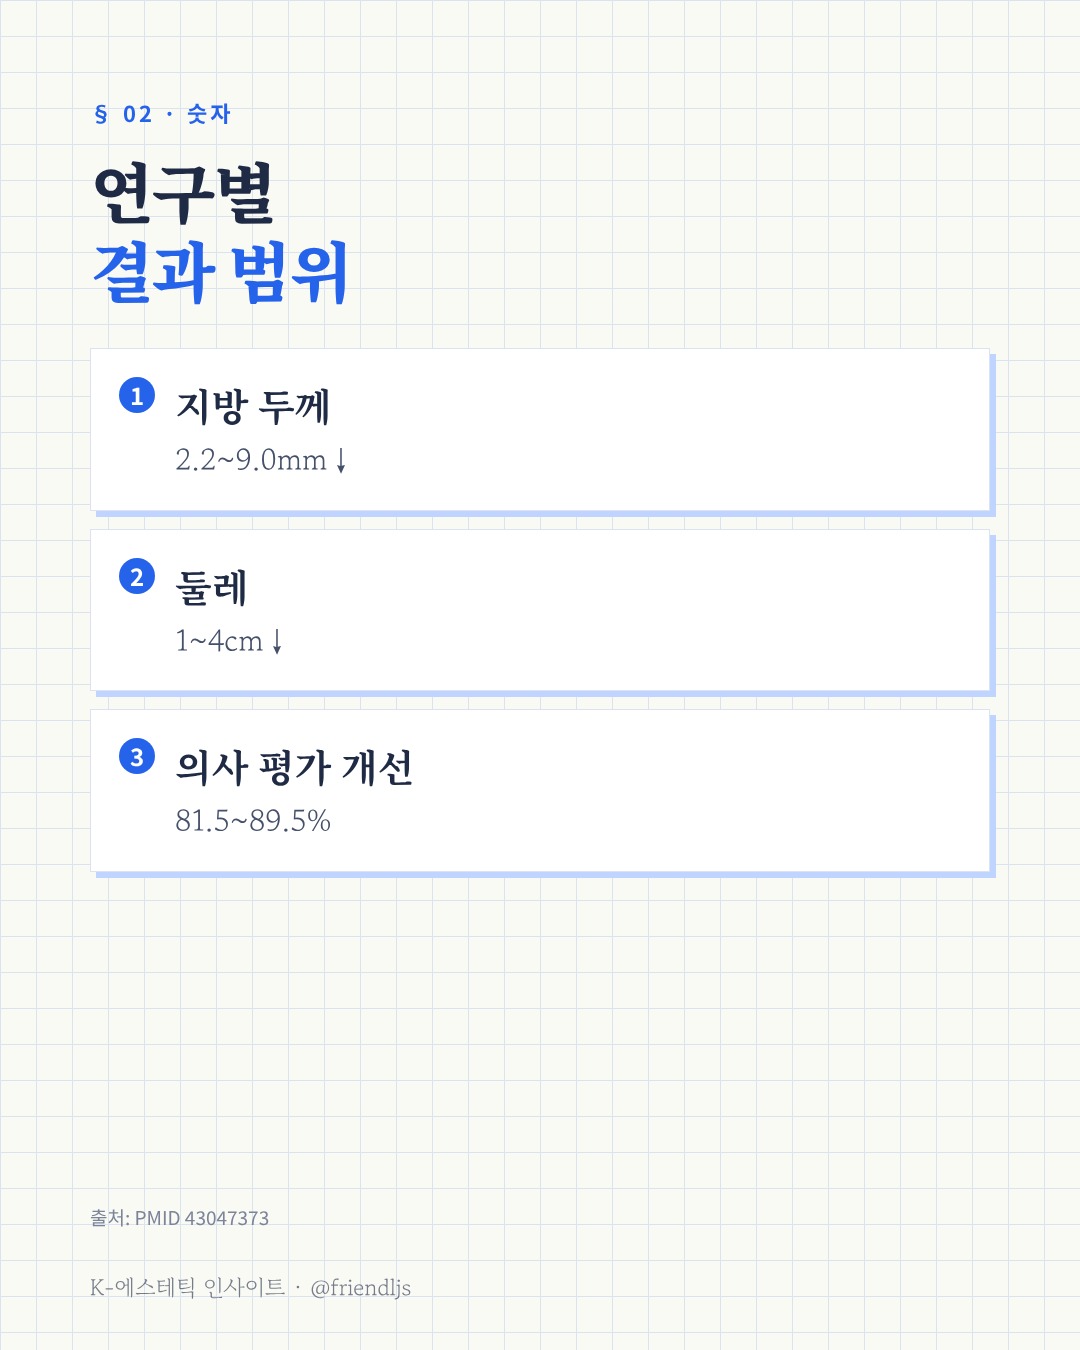 § 02 · 숫자
연구별
결과 범위
1 지방 두께
2.2~9.0mm ↓
2 둘레
1~4cm ↓
3 의사 평가 개선
81.5~89.5%
출처: PMID 43047373
K-에스테틱 인사이트 · @friendljs